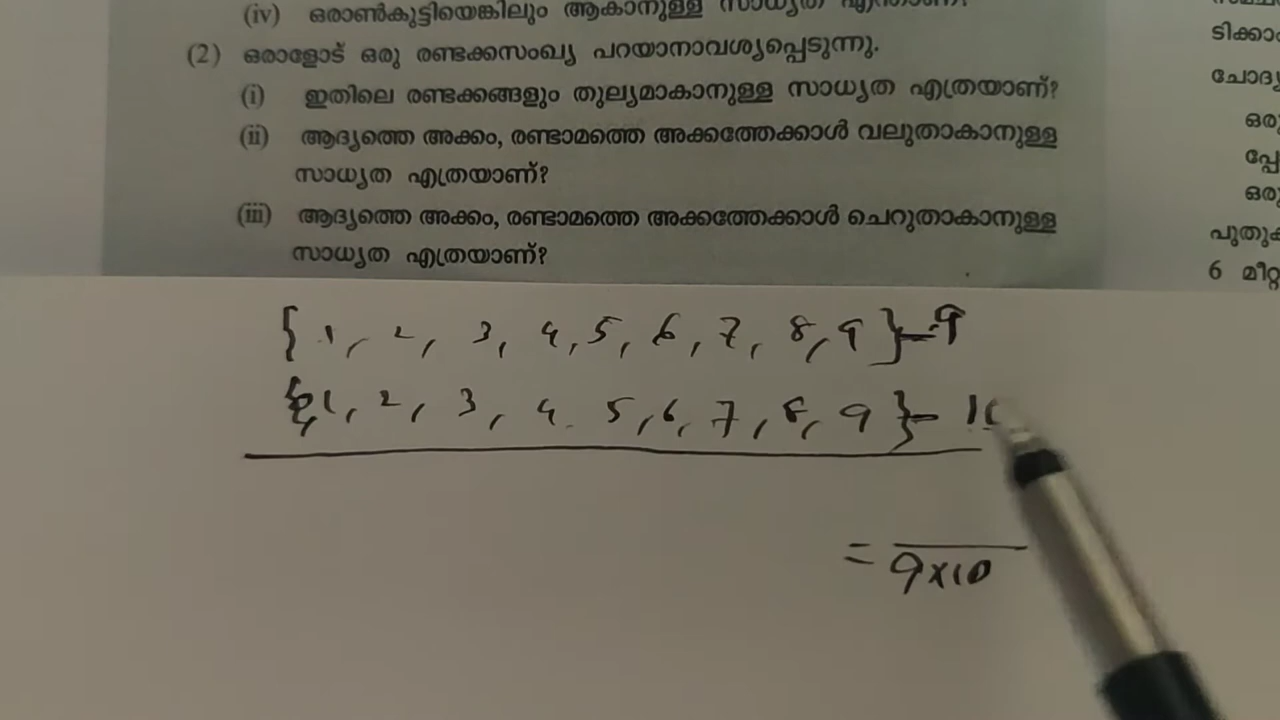 (iv) ഒരാൺകുട്ടിയെങ്കിലും ആകാനുള്ള സാധ്യത എന്താണ്?
(2) ഒരാളോട് ഒരു രണ്ടക്കസംഖ്യ പറയാനാവശ്യപ്പെടുന്നു.
(i) ഇതിലെ രണ്ടക്കങ്ങളും തുല്യമാകാനുള്ള സാധ്യത എത്രയാണ്?
(ii) ആദ്യത്തെ അക്കം, രണ്ടാമത്തെ അക്കത്തേക്കാൾ വലുതാകാനുള്ള
സാധ്യത എത്രയാണ്?
(iii) ആദ്യത്തെ അക്കം, രണ്ടാമത്തെ അക്കത്തേക്കാൾ ചെറുതാകാനുള്ള
സാധ്യത എത്രയാണ്?
{1, 2, 3, 4, 5, 6, 7, 8, 9} - 9
1, 2, 3, 4. 5, 6, 7, 8, 9} - 10
= 9x10
ടിക്കാ
ചോദ്യ
ഒരു
പ്പേ
ഒരു
പുതുക
6 മീറ്റ